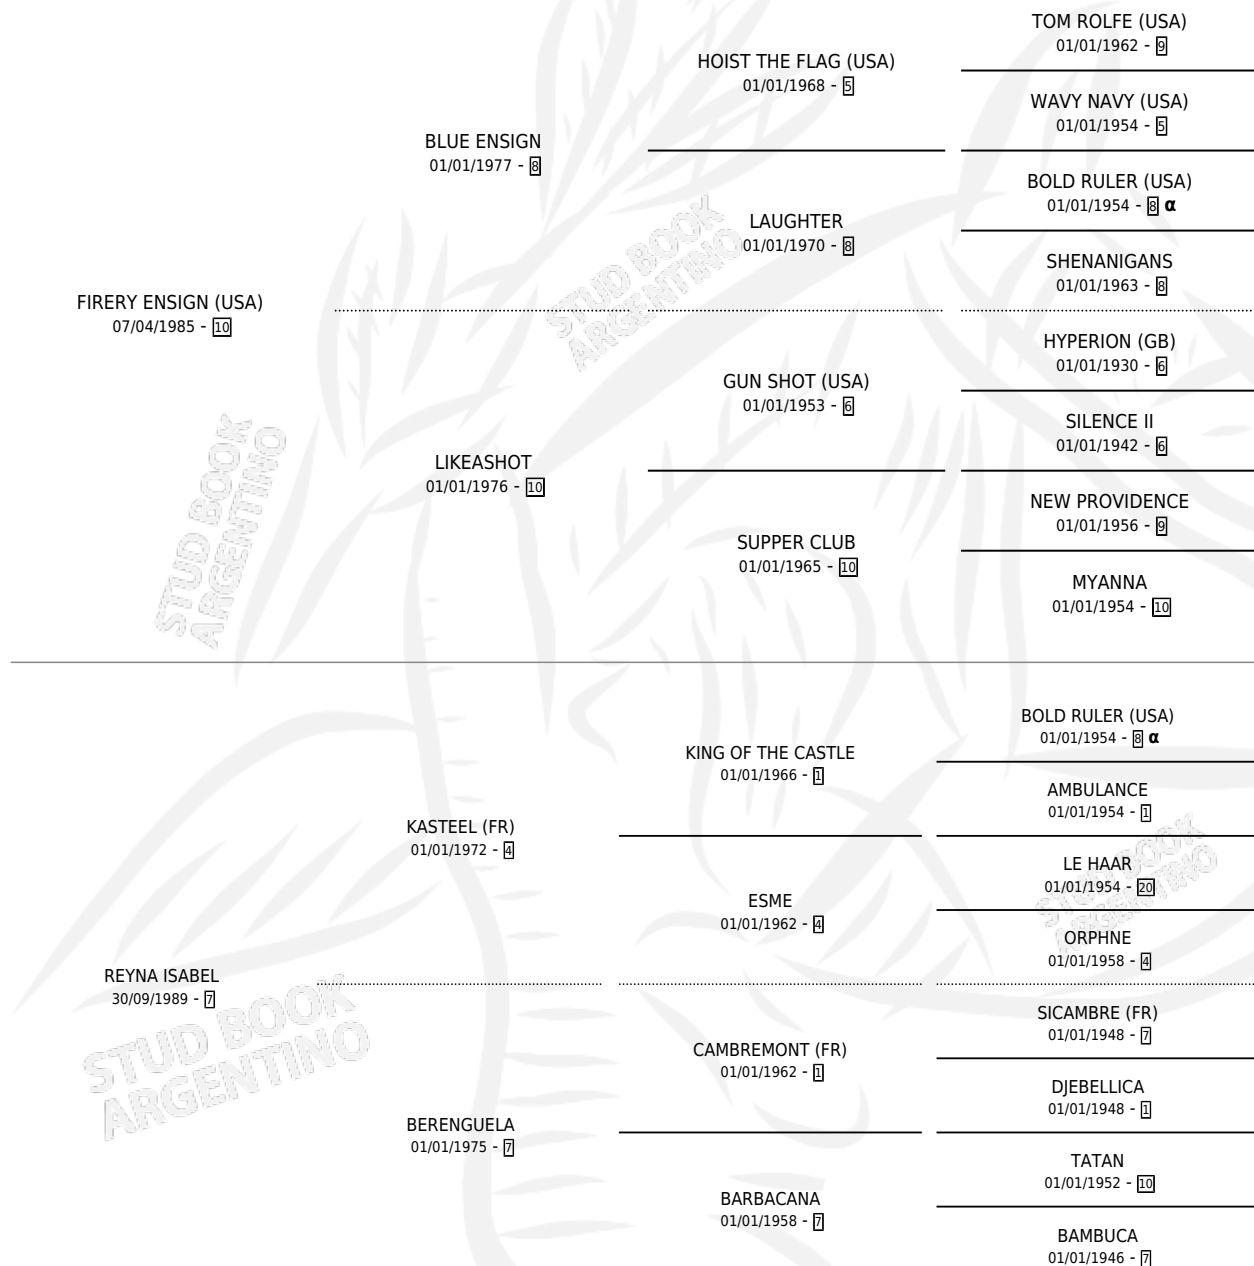 TOM ROLFE (USA)
01/01/1962 - 9
HOIST THE FLAG (USA)
01/01/1968 - 5
WAVY NAVY (USA)
01/01/1954 - 5
BLUE ENSIGN
01/01/1977 - 8
BOLD RULER (USA)
01/01/1954 - 8 α
LAUGHTER
01/01/1970 - 8
SHENANIGANS
01/01/1963 - 8
FIRERY ENSIGN (USA)
07/04/1985 - 10
HYPERION (GB)
01/01/1930 - 6
GUN SHOT (USA)
01/01/1953 - 6
SILENCE II
01/01/1942 - 6
LIKEASHOT
01/01/1976 - 10
NEW PROVIDENCE
01/01/1956 - 9
SUPPER CLUB
01/01/1965 - 10
MYANNA
01/01/1954 - 10
BOLD RULER (USA)
01/01/1954 - 8 α
KING OF THE CASTLE
01/01/1966 - 1
AMBULANCE
01/01/1954 - 1
KASTEEL (FR)
01/01/1972 - 4
LE HAAR
01/01/1954 - 20
ESME
01/01/1962 - 4
ORPHNE
01/01/1958 - 4
REYNA ISABEL
30/09/1989 - 7
SICAMBRE (FR)
01/01/1948 - 7
CAMBREMONT (FR)
01/01/1962 - 1
DJEBELLICA
01/01/1948 - 1
BERENGUELA
01/01/1975 - 7
TATAN
01/01/1952 - 10
BARBACANA
01/01/1958 - 7
BAMBUCA
01/01/1946 - 7
STUD BOOK
ARGENTINO
STUD BOOK
ARGENTINO
STUD BOOK
ARGENTINO
STUD BOOK
ARGENTINO